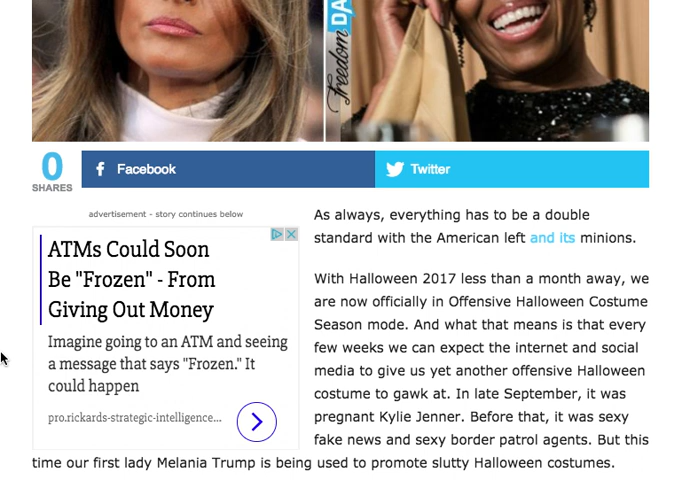 Freedom DA
0
SHARES
Facebook
Twitter
advertisement - story continues below
ATMs Could Soon
Be "Frozen" - From
Giving Out Money
Imagine going to an ATM and seeing
a message that says "Frozen." It
could happen
pro.rickards-strategic-intelligence...
As always, everything has to be a double
standard with the American left and its minions.
With Halloween 2017 less than a month away, we
are now officially in Offensive Halloween Costume
Season mode. And what that means is that every
few weeks we can expect the internet and social
media to give us yet another offensive Halloween
costume to gawk at. In late September, it was
pregnant Kylie Jenner. Before that, it was sexy
fake news and sexy border patrol agents. But this
time our first lady Melania Trump is being used to promote slutty Halloween costumes.